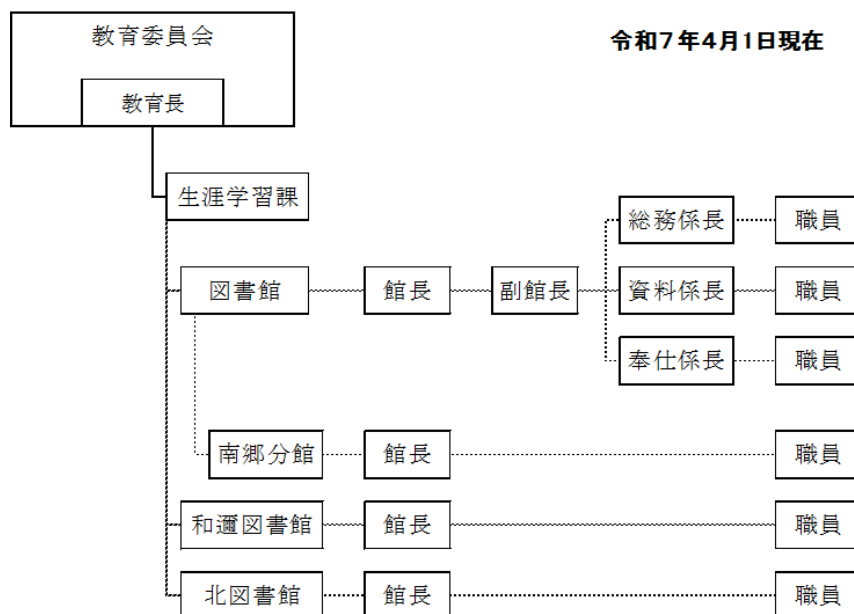 教育委員会
令和7年4月1日現在
教育長
生涯学習課
総務係長 職員
図書館 館長 副館長 資料係長 職員
奉仕係長 職員
南郷分館 館長 職員
和邇図書館 館長 職員
北図書館 館長 職員